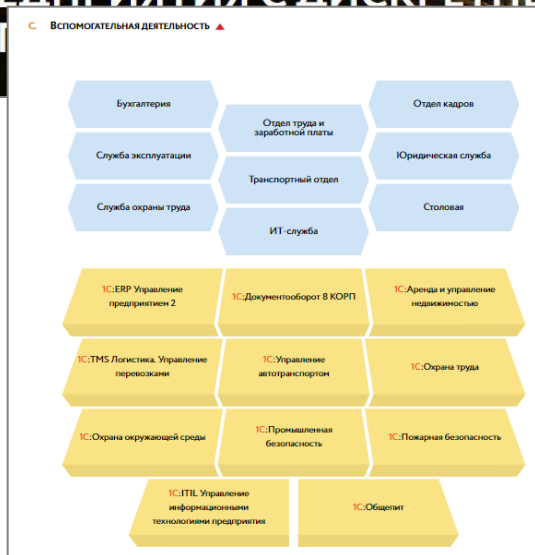 С. ВСПОМОГАТЕЛЬНАЯ ДЕЯТЕЛЬНОСТЬ
Бухгалтерия
Отдел труда и
заработной платы
Отдел кадров
Служба эксплуатации
Транспортный отдел
Юридическая служба
Служба охраны труда
ИТ-служба
Столовая
1С:ERP Управление
предприятием 2
1С:Документооборот 8 КОРП
1С:Аренда и управление
недвижимостью
1С:TMS Логистика. Управление
перевозками
1С:Управление
автотранспортом
1С:Охрана труда
1С:Охрана окружающей среды
1С:Промышленная
безопасность
1С:Пожарная безопасность
1С:ITIL Управление
информационными
технологиями предприятия
1С:Общепит